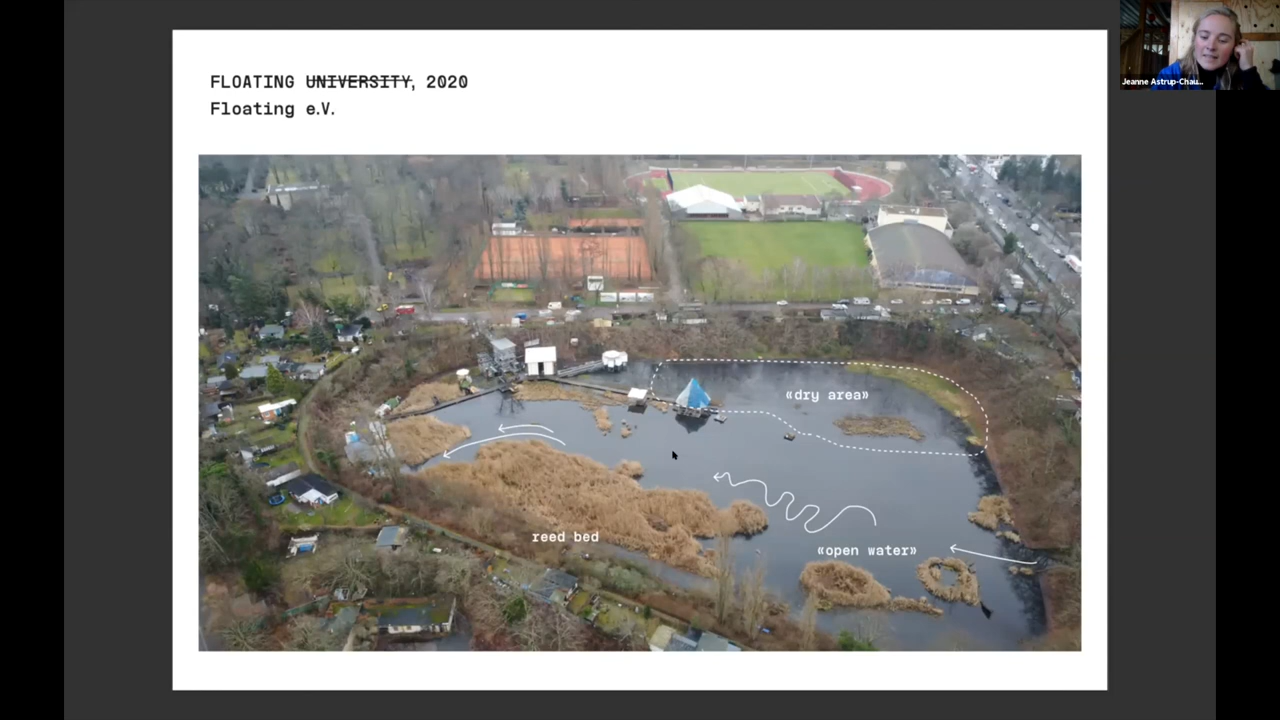 FLOATING UNIVERSITY, 2020
Floating e.V.
Jeanne Astrup-Chau...
«dry area»
reed bed
«open water»